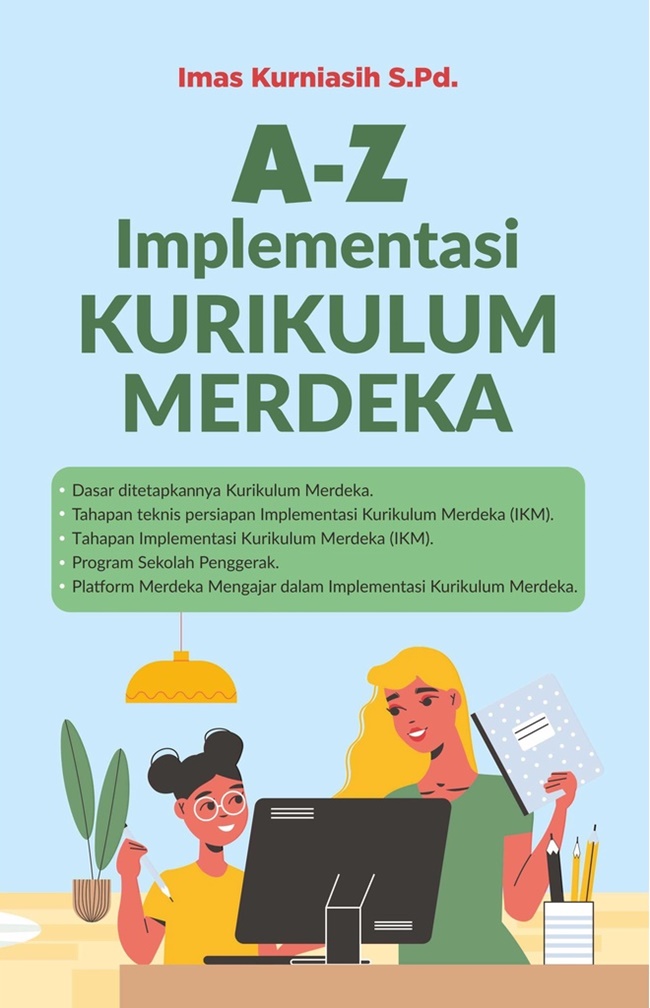 Imas Kurniasih S.Pd.
A-Z
Implementasi
KURIKULUM
MERDEKA
• Dasar ditetapkannya Kurikulum Merdeka.
• Tahapan teknis persiapan Implementasi Kurikulum Merdeka (IKM).
• Tahapan Implementasi Kurikulum Merdeka (IKM).
• Program Sekolah Penggerak.
• Platform Merdeka Mengajar dalam Implementasi Kurikulum Merdeka.